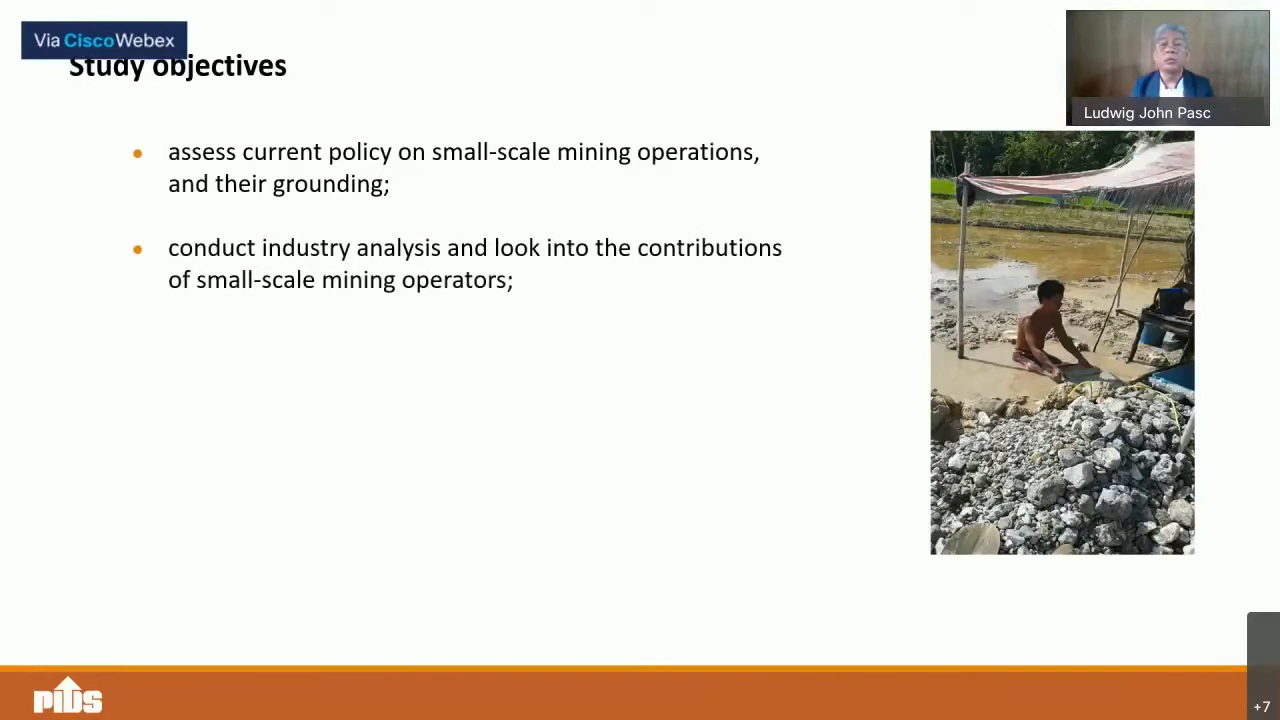 Via CiscoWebex
Study objectives
Ludwig John Pasc
assess current policy on small-scale mining operations,
and their grounding;
conduct industry analysis and look into the contributions
of small-scale mining operators;
PIDS
+7